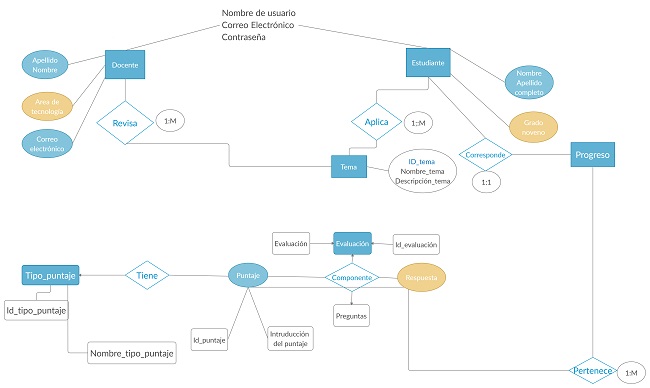 Nombre de usuario
Correo Electrónico
Contraseña
Apellido
Nombre
Docente
Estudiante
Nombre
Apellido
completo
Area de
tecnología
Correo
electrónico
Revisa
1:M
Aplica
1::M
Grado
noveno
Corresponde
1:1
Progreso
Tema
ID_tema
Nombre_tema
Descripción_tema
Evaluación
Evaluación
Id_evaluación
Tipo_puntaje
Tiene
Puntaje
Componente
Respuesta
Id_tipo_puntaje
Nombre_tipo_puntaje
Id_puntaje
Intruducción
del puntaje
Preguntas
Pertenece
1:M